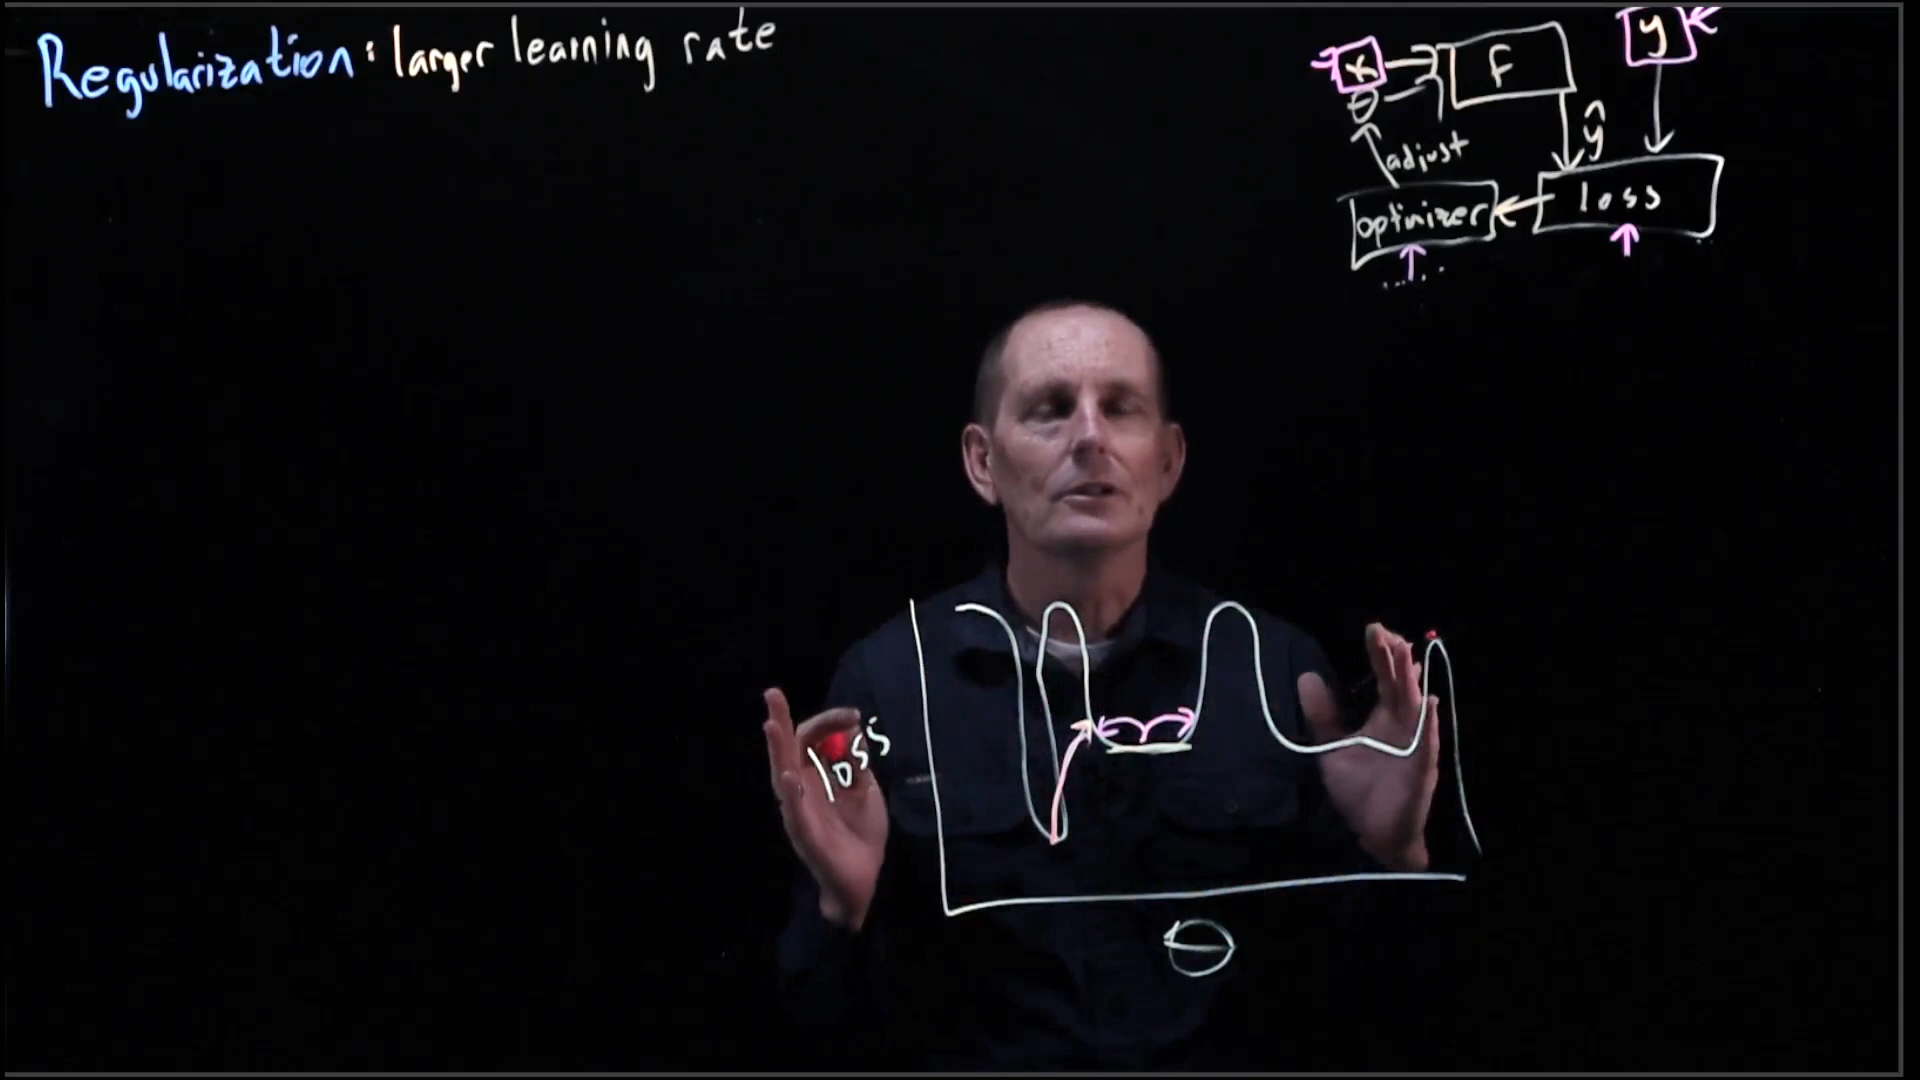 Regularization: larger learning rate
x
F
y
θ
ŷ
adjust
optimizer
loss
loss
θ